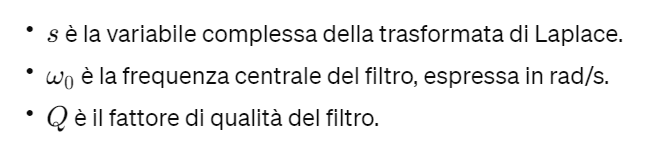 • s è la variabile complessa della trasformata di Laplace.
• ω₀ è la frequenza centrale del filtro, espressa in rad/s.
• Q è il fattore di qualità del filtro.